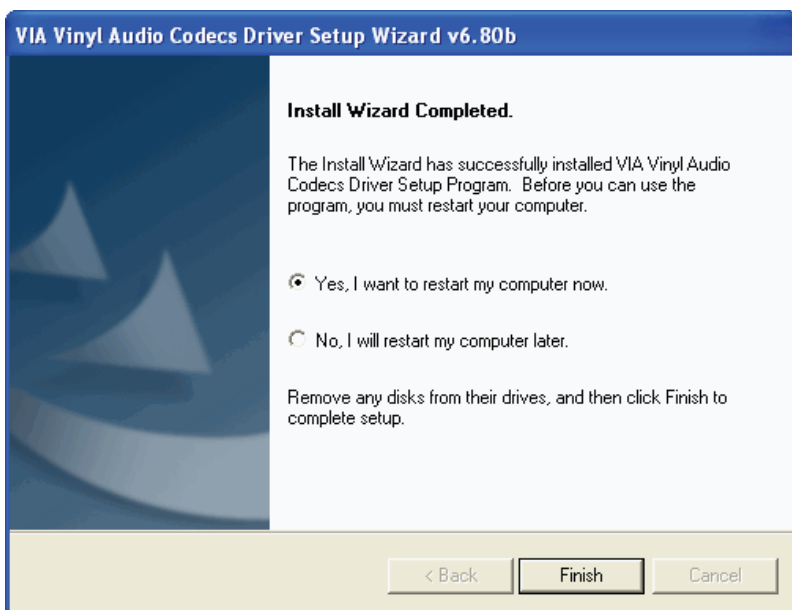 VIA Vinyl Audio Codecs Driver Setup Wizard v6.80b
Install Wizard Completed.
The Install Wizard has successfully installed VIA Vinyl Audio
Codecs Driver Setup Program. Before you can use the
program, you must restart your computer.
Yes, I want to restart my computer now.
No, I will restart my computer later.
Remove any disks from their drives, and then click Finish to
complete setup.
< Back Finish Cancel